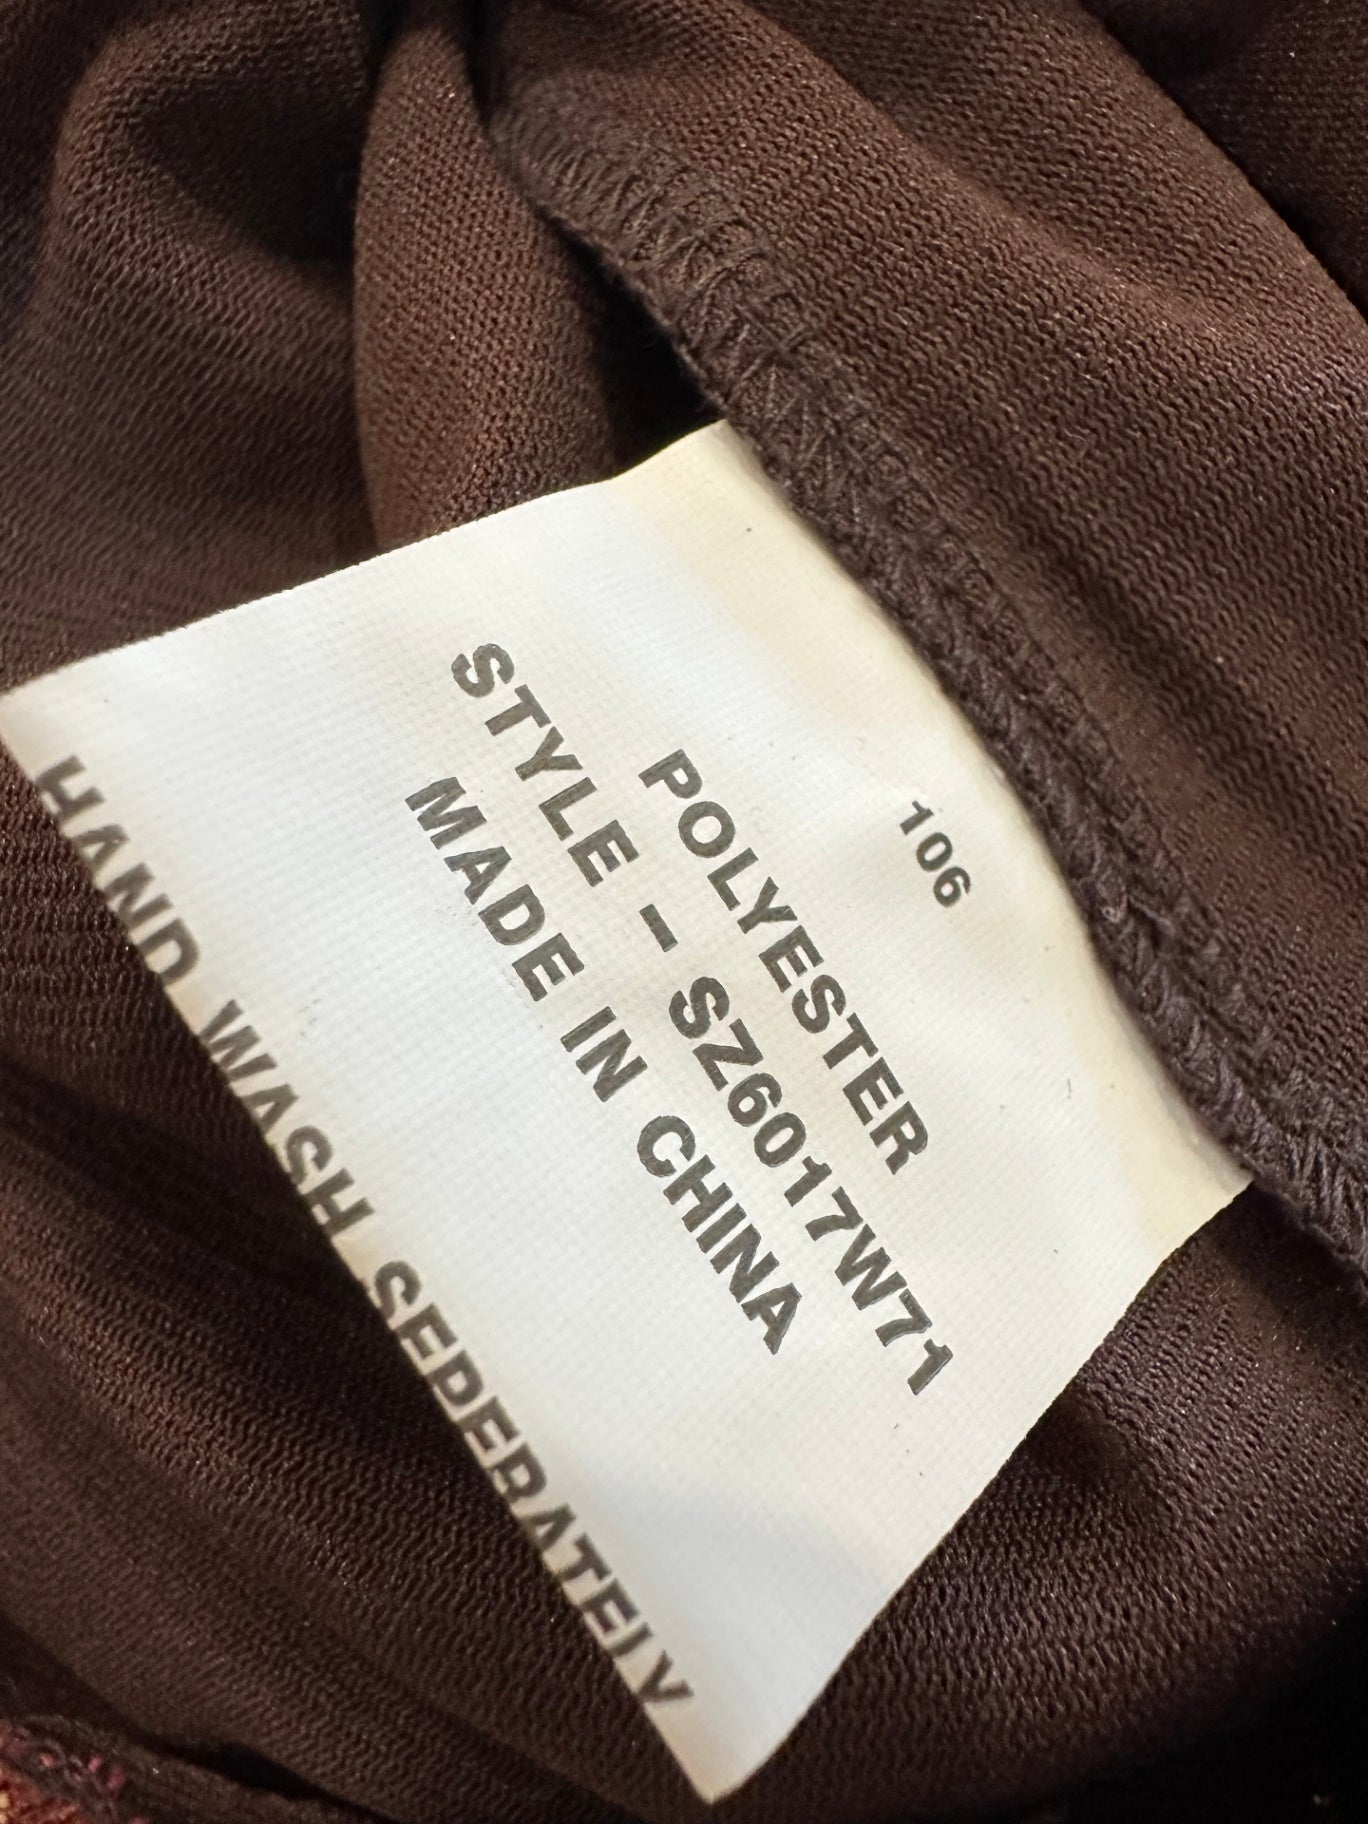 106
POLYESTER
STYLE - SZ6017W71
MADE IN CHINA
HAND WASH SEPERATELY